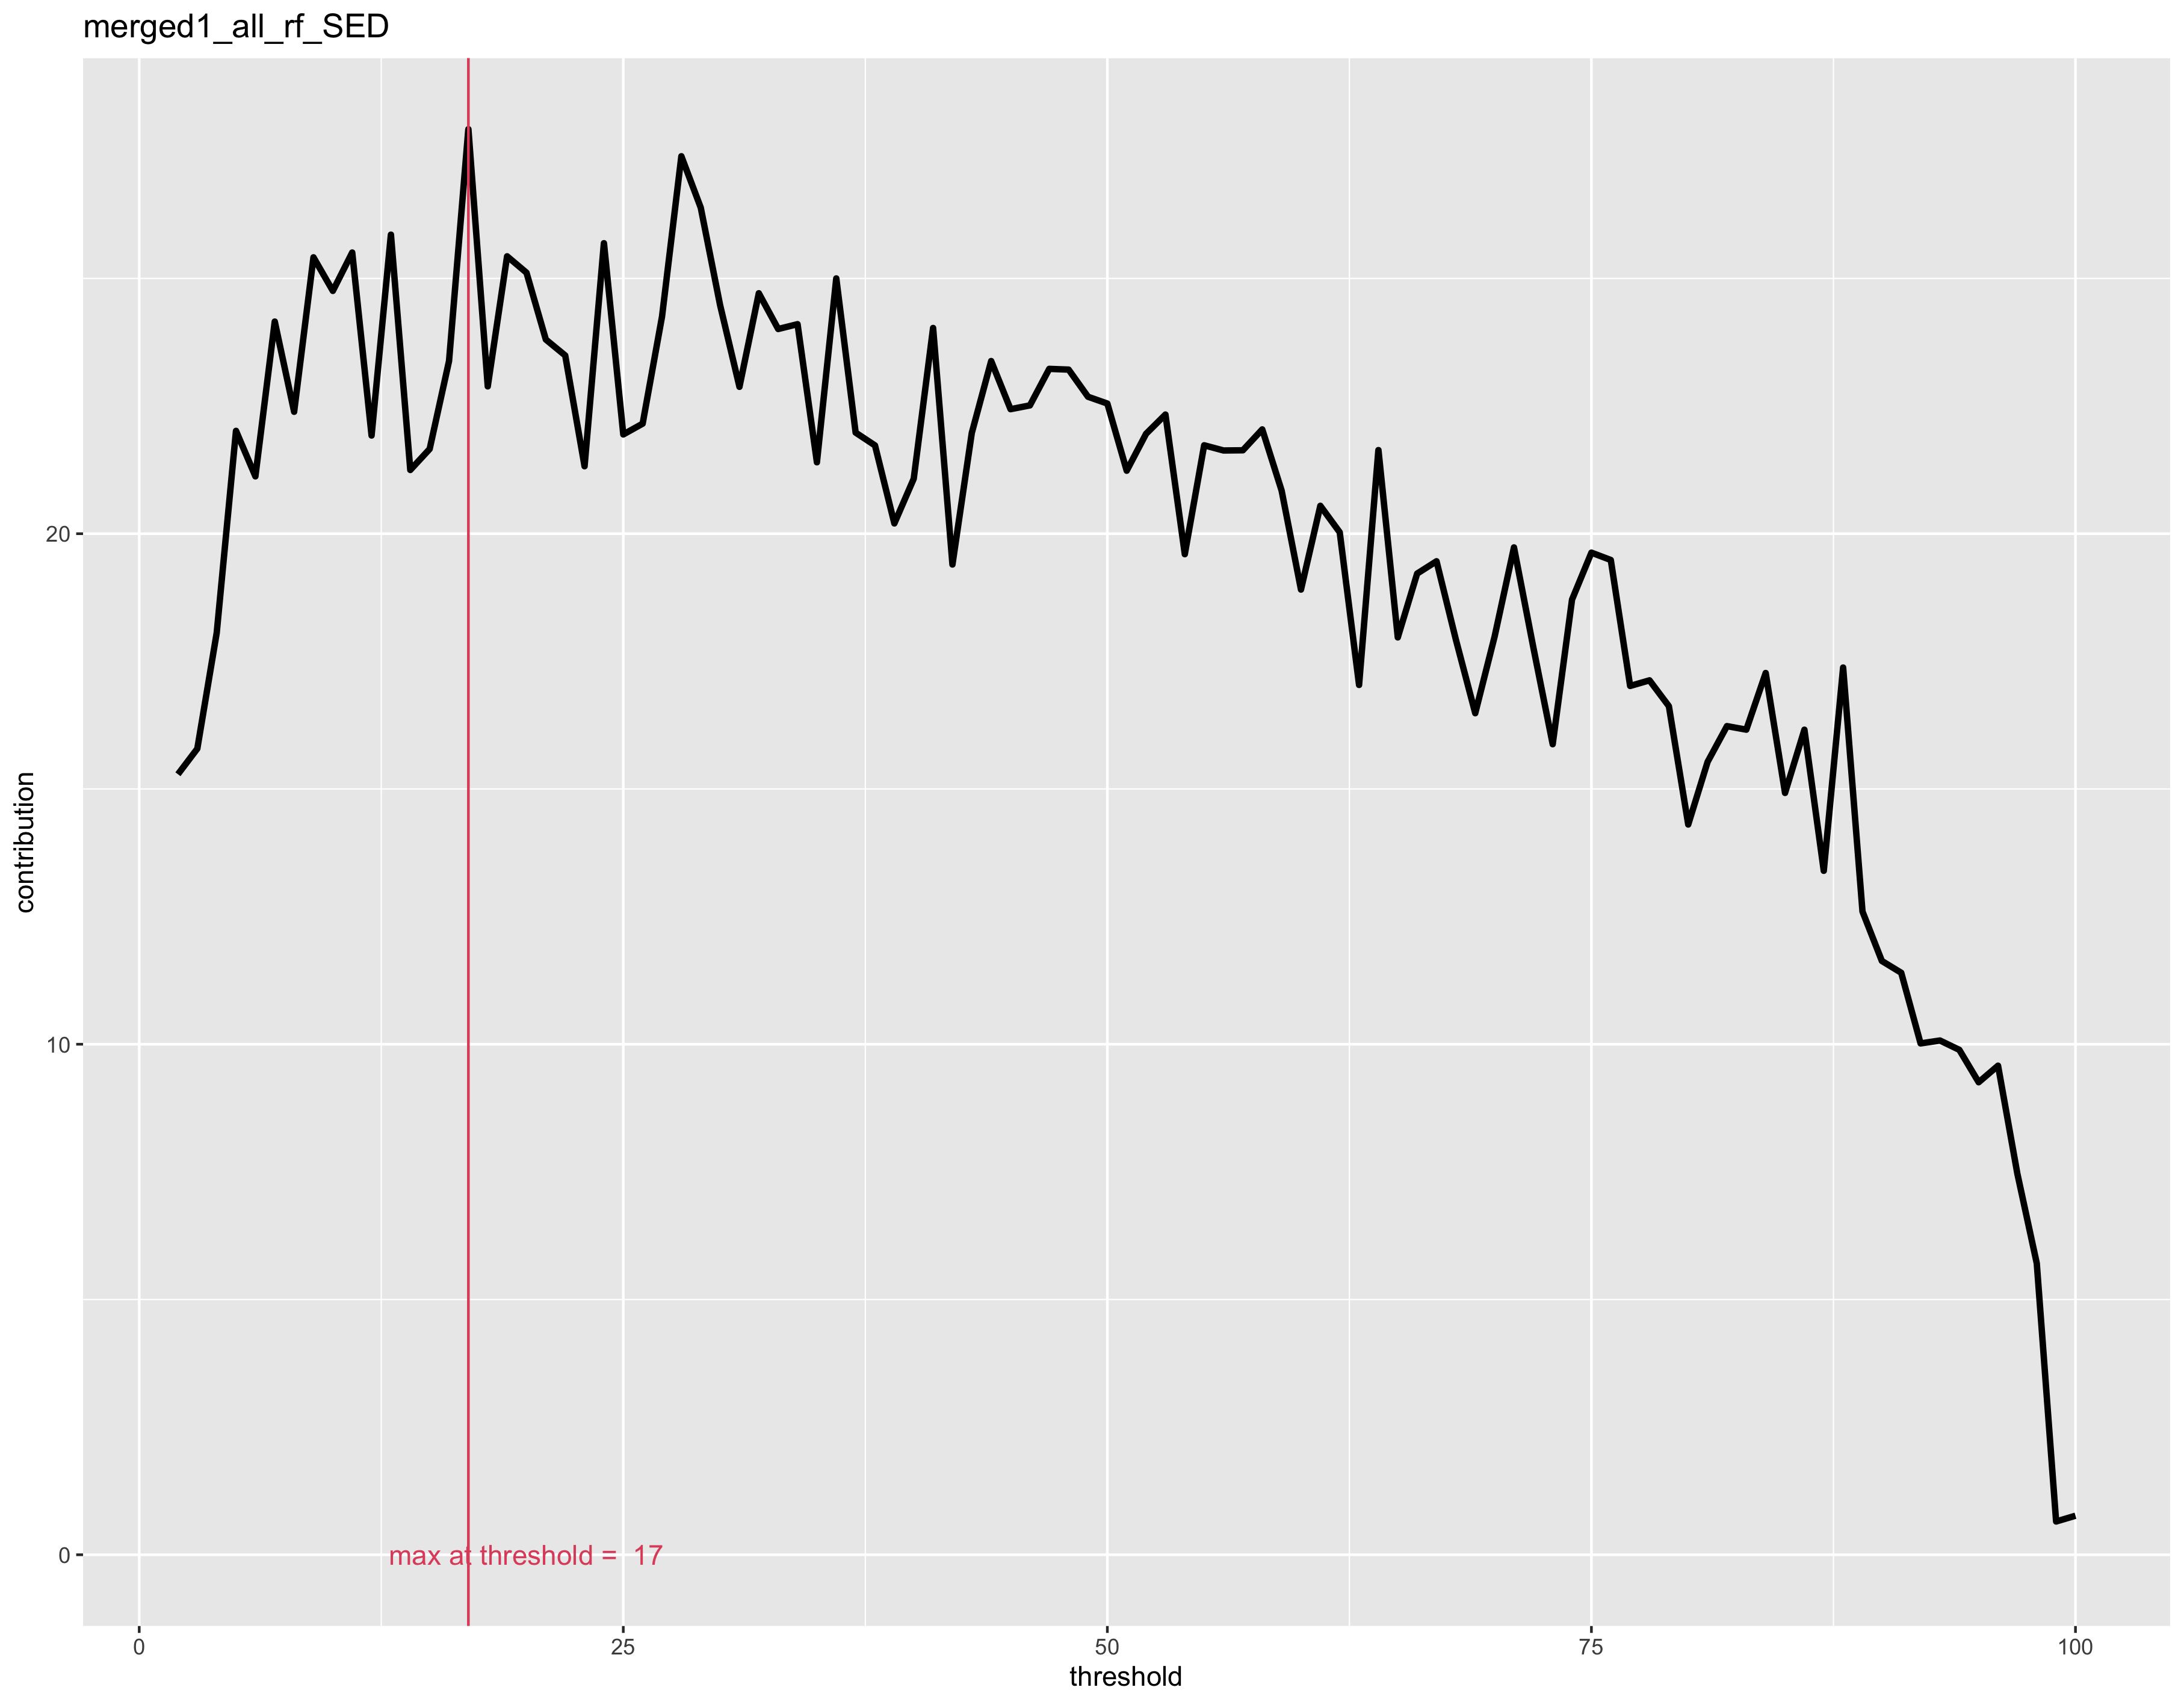 merged1_all_rf_SED
contribution
20
10
0
max at threshold =  17
0 25 50 75 100
threshold